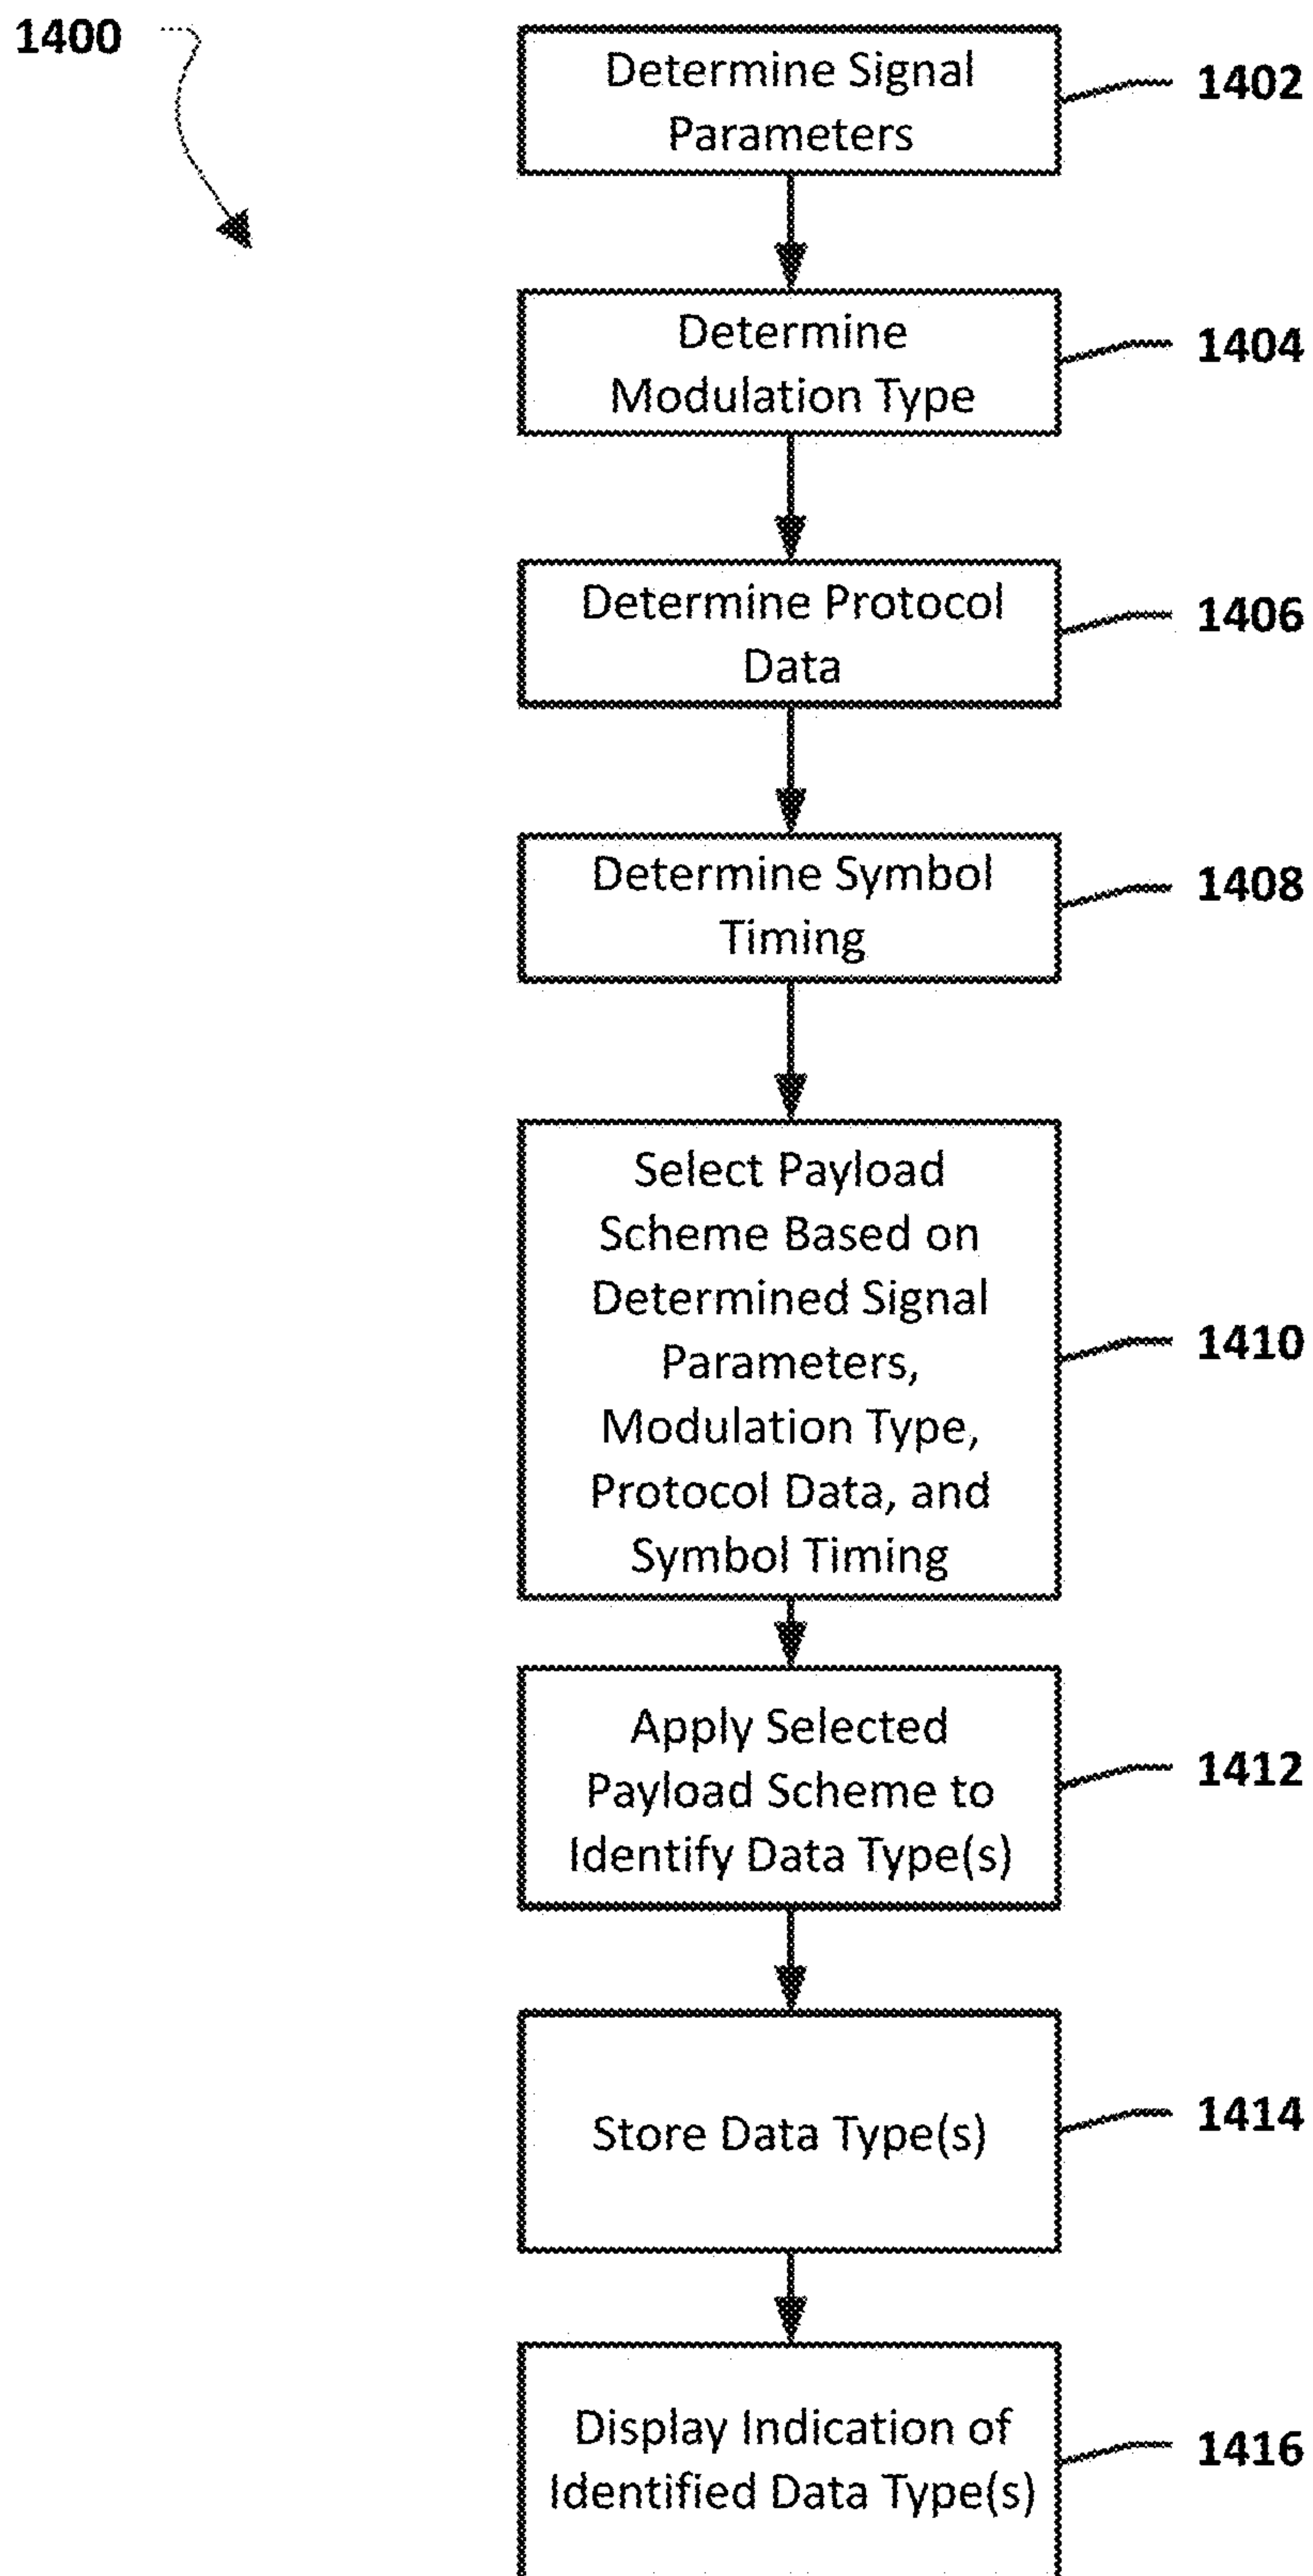 1400
Determine Signal
Parameters
1402
Determine
Modulation Type
1404
Determine Protocol
Data
1406
Determine Symbol
Timing
1408
Select Payload
Scheme Based on
Determined Signal
Parameters,
Modulation Type,
Protocol Data, and
Symbol Timing
1410
Apply Selected
Payload Scheme to
Identify Data Type(s)
1412
Store Data Type(s)
1414
Display Indication of
Identified Data Type(s)
1416